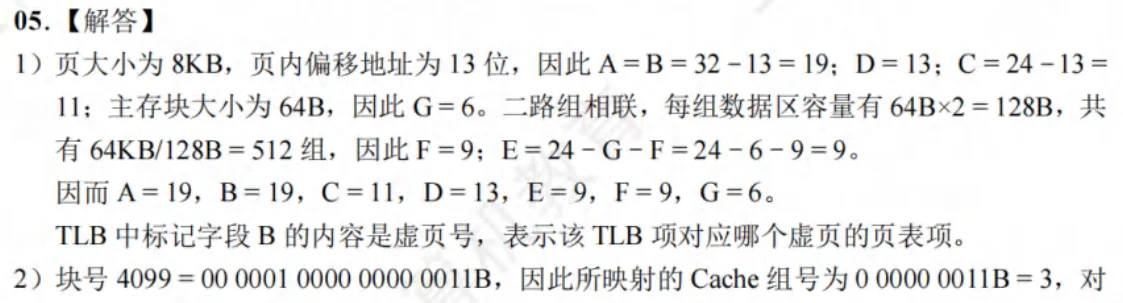 05.【解答】
1）页大小为 8KB，页内偏移地址为 13 位，因此 A = B = 32 − 13 = 19；D = 13；C = 24 − 13 =
11；主存块大小为 64B，因此 G = 6。二路组相联，每组数据区容量有 64B×2 = 128B，共
有 64KB/128B = 512 组，因此 F = 9；E = 24 − G − F = 24 − 6 − 9 = 9。
因而 A = 19，B = 19，C = 11，D = 13，E = 9，F = 9，G = 6。
TLB 中标记字段 B 的内容是虚页号，表示该 TLB 项对应哪个虚页的页表项。
2）块号 4099 = 00 0001 0000 0000 0011B，因此所映射的 Cache 组号为 0 0000 0011B = 3，对